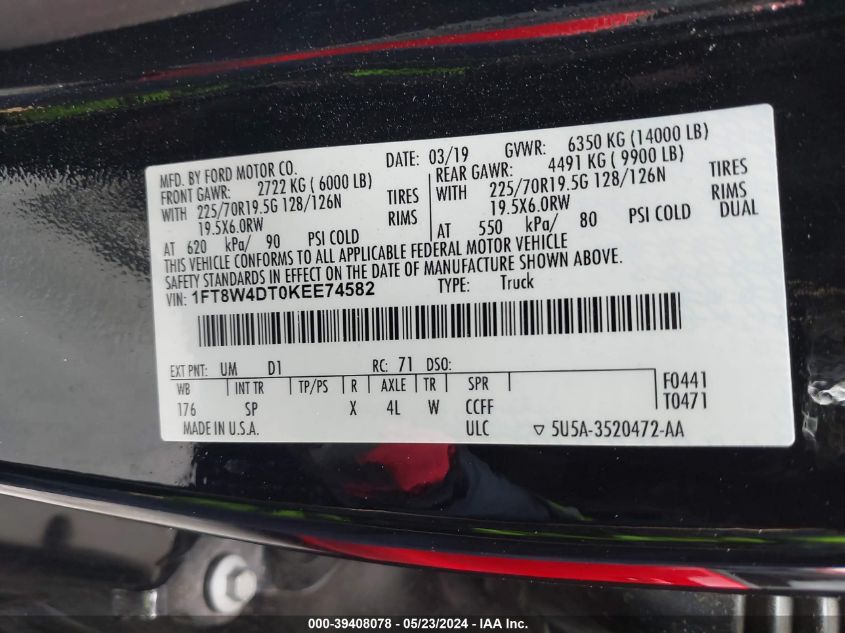 MFD. BY FORD MOTOR CO. DATE: 03/19 GVWR: 6350 KG (14000 LB)
FRONT GAWR: 2722 KG ( 6000 LB) REAR GAWR: 4491 KG ( 9900 LB)
WITH 225/70R19.5G 128/126N TIRES WITH 225/70R19.5G 128/126N TIRES
19.5X6.0RW RIMS 19.5X6.0RW RIMS
AT 620 kPa/ 90 PSI COLD AT 550 kPa/ 80 PSI COLD DUAL
THIS VEHICLE CONFORMS TO ALL APPLICABLE FEDERAL MOTOR VEHICLE
SAFETY STANDARDS IN EFFECT ON THE DATE OF MANUFACTURE SHOWN ABOVE.
VIN: 1FT8W4DT0KEE74582 TYPE: Truck
EXT PNT: UM D1 RC: 71 DSO:
WB INT TR TP/PS R AXLE TR SPR F0441
176 SP X 4L W CCFF T0471
MADE IN U.S.A. ULC ▽ 5U5A-3520472-AA
000-39408078 - 05/23/2024 - IAA Inc.